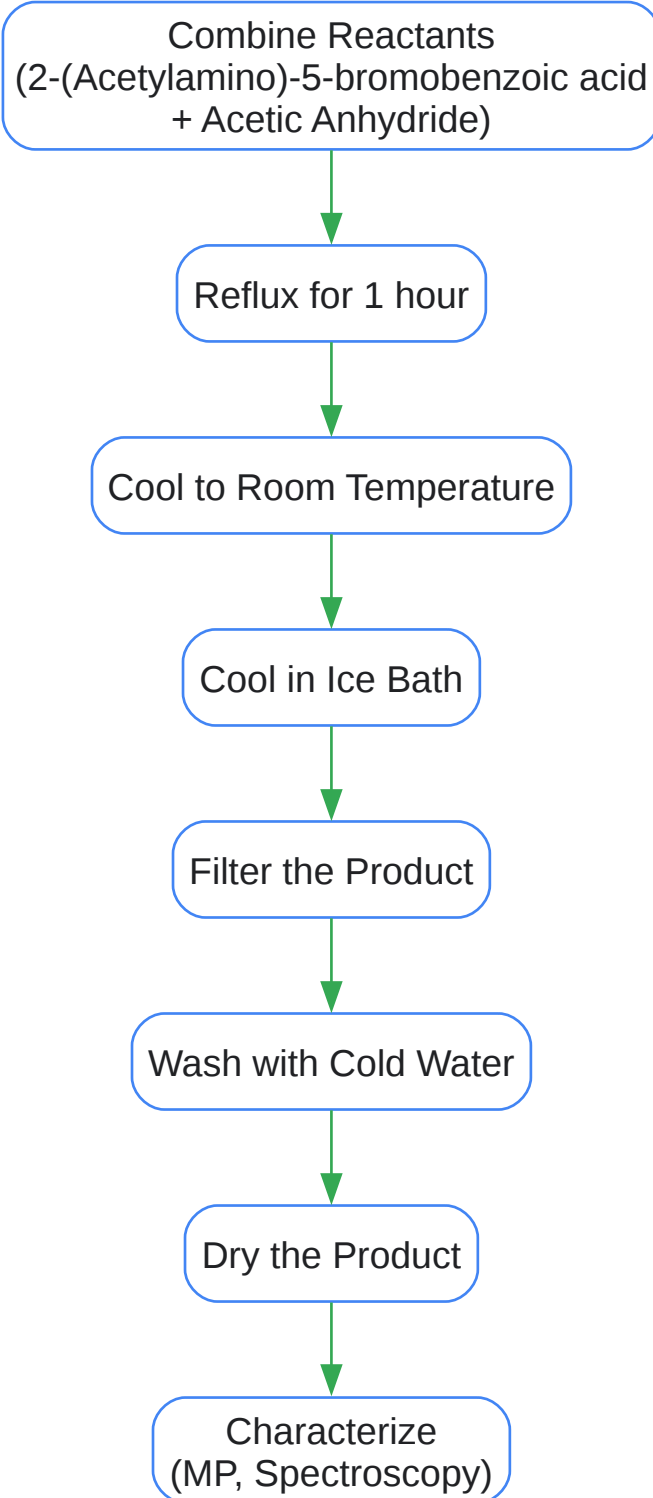 Combine Reactants
(2-(Acetylamino)-5-bromobenzoic acid
+ Acetic Anhydride)
Reflux for 1 hour
Cool to Room Temperature
Cool in Ice Bath
Filter the Product
Wash with Cold Water
Dry the Product
Characterize
(MP, Spectroscopy)